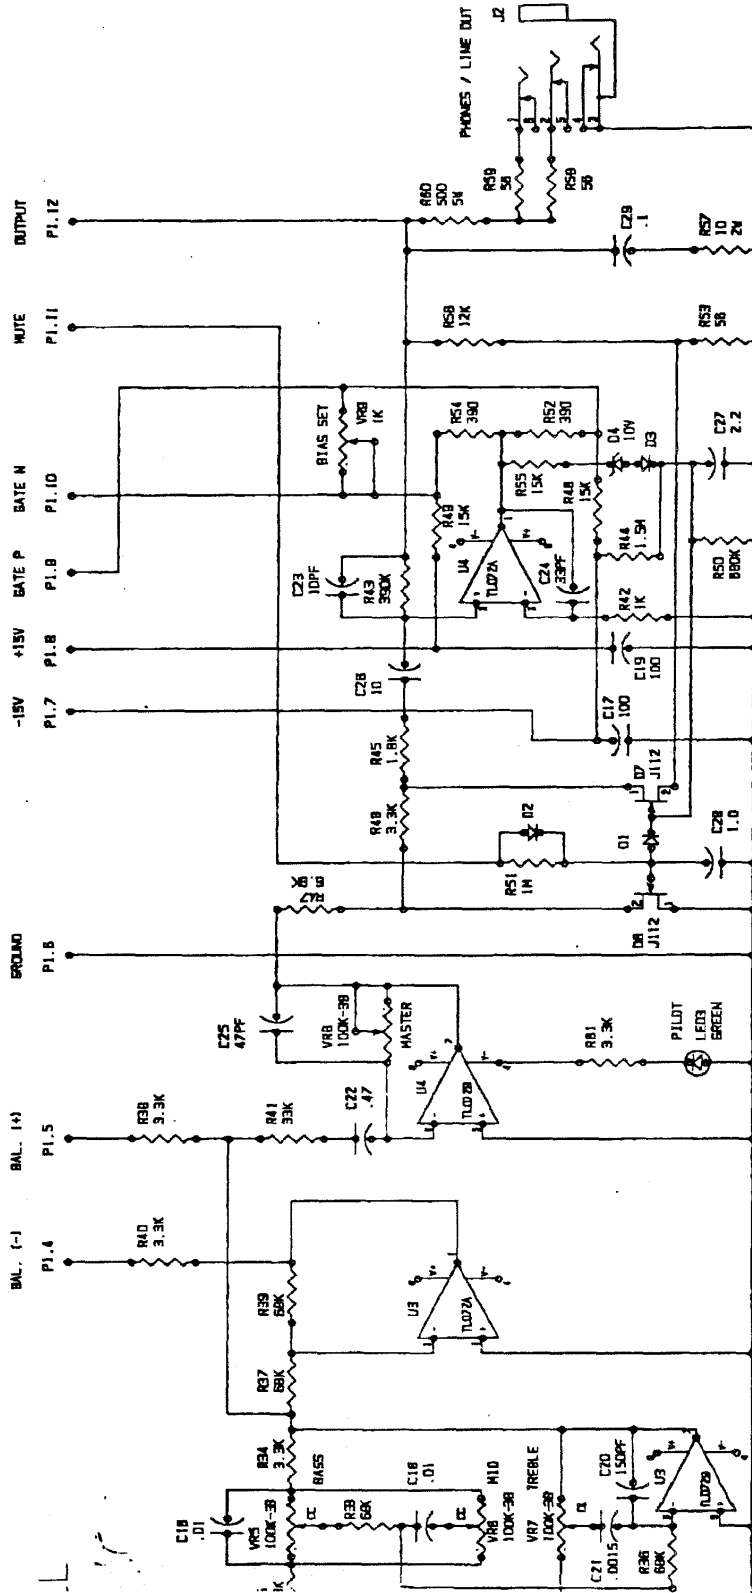 PHONES / LINE OUT
J2
OUTPUT
P1.12
MUTE
P1.11
GATE N
P1.10
GATE P
P1.9
+15V
P1.8
-15V
P1.7
GROUND
P1.6
BAL. (+)
P1.5
BAL. (-)
P1.4
R60
500
5W
R59
56
R58
56
C29
.1
R57
10
2W
R56
12K
R53
56
BIAS SET
VR9
1K
R54
390
R52
390
R55
15K
R48
15K
D4
10V
D3
C27
2.2
R49
15K
U4
TL072A
C24
33PF
R44
1.5M
R50
680K
R42
1K
C23
10PF
R43
390K
C19
100
C26
10
C17
100
R45
1.8K
R46
3.3K
D7
J112
D2
R51
1M
D1
C28
1.0
R47
D8
J112
C25
47PF
VR8
100K-3B
MASTER
U4
TL072B
R61
3.3K
PILOT
LED3
GREEN
R38
3.3K
R41
33K
C22
.47
R40
3.3K
R39
68K
U3
TL072A
R37
68K
R34
3.3K
BASS
C18
.01
VR5
100K-3B
CC
R33
68K
C16
.01
CC
MID
VR6
100K-3B
TREBLE
VR7
100K-3B
C20
150PF
C21
.0015
R36
68K
U3
TL072B